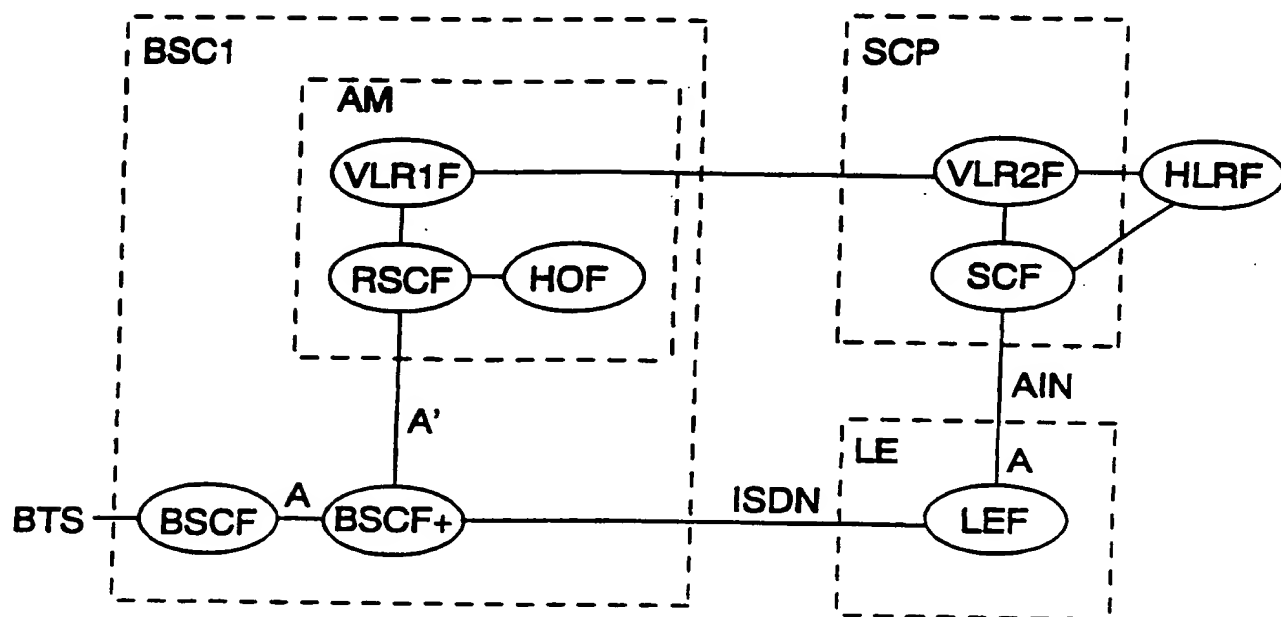 BSC1
SCP
AM
VLR1F
VLR2F
HLRF
RSCF
HOF
SCF
AIN
A'
LE
A
BTS
BSCF
A
BSCF+
ISDN
LEF